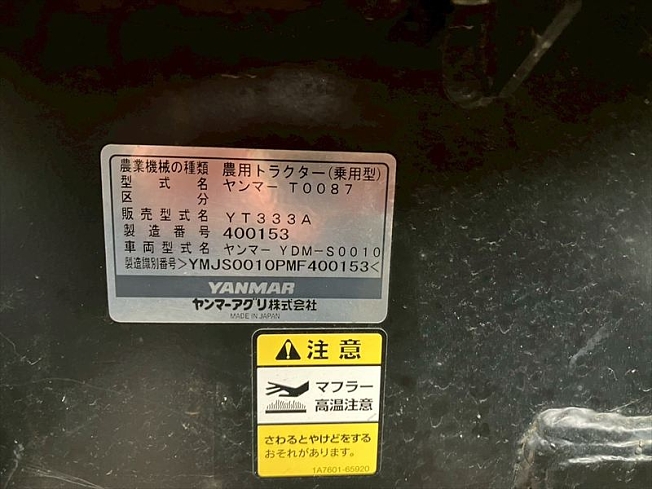 農業機械の種類 農用トラクター(乗用型)
型式名 ヤンマー T0087
区分
販売型式名 YT333A
製造番号 400153
車両型式名 ヤンマー YDM-S0010
製造識別番号 >YMJS0010PMF400153<
YANMAR
ヤンマーアグリ株式会社
MADE IN JAPAN
注意
マフラー
高温注意
さわるとやけどをする
おそれがあります。
1A7601-65920